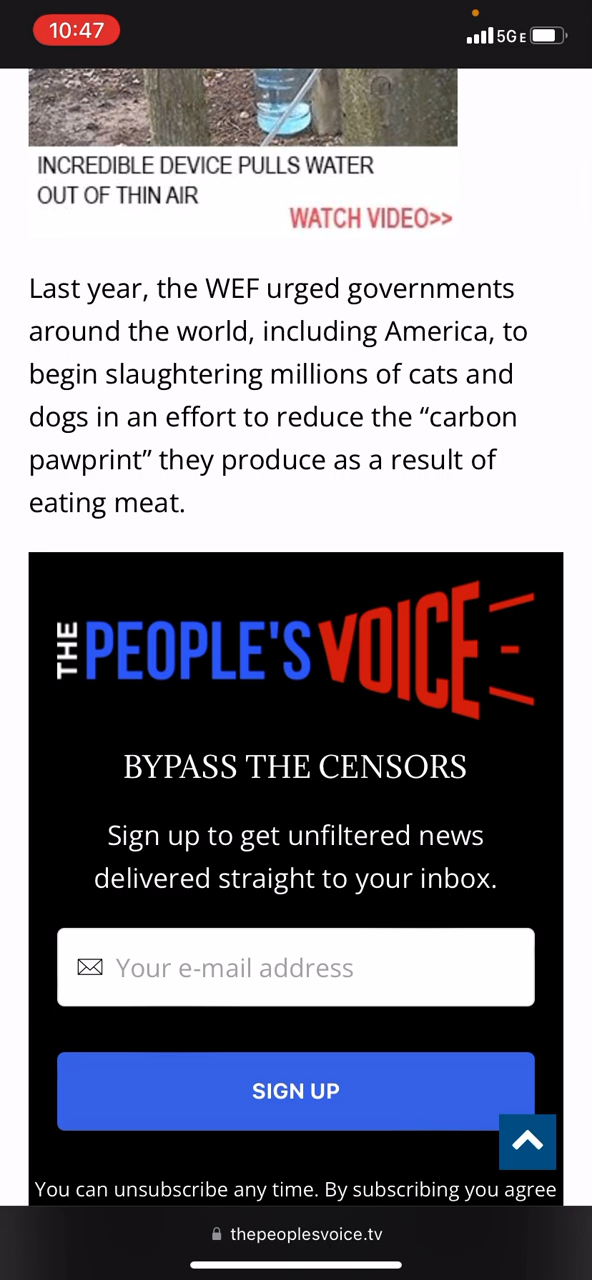 10:47
5GE
INCREDIBLE DEVICE PULLS WATER
OUT OF THIN AIR
WATCH VIDEO>>
Last year, the WEF urged governments
around the world, including America, to
begin slaughtering millions of cats and
dogs in an effort to reduce the “carbon
pawprint” they produce as a result of
eating meat.
THE PEOPLE'S VOICE
BYPASS THE CENSORS
Sign up to get unfiltered news
delivered straight to your inbox.
Your e-mail address
SIGN UP
You can unsubscribe any time. By subscribing you agree
thepeoplesvoice.tv